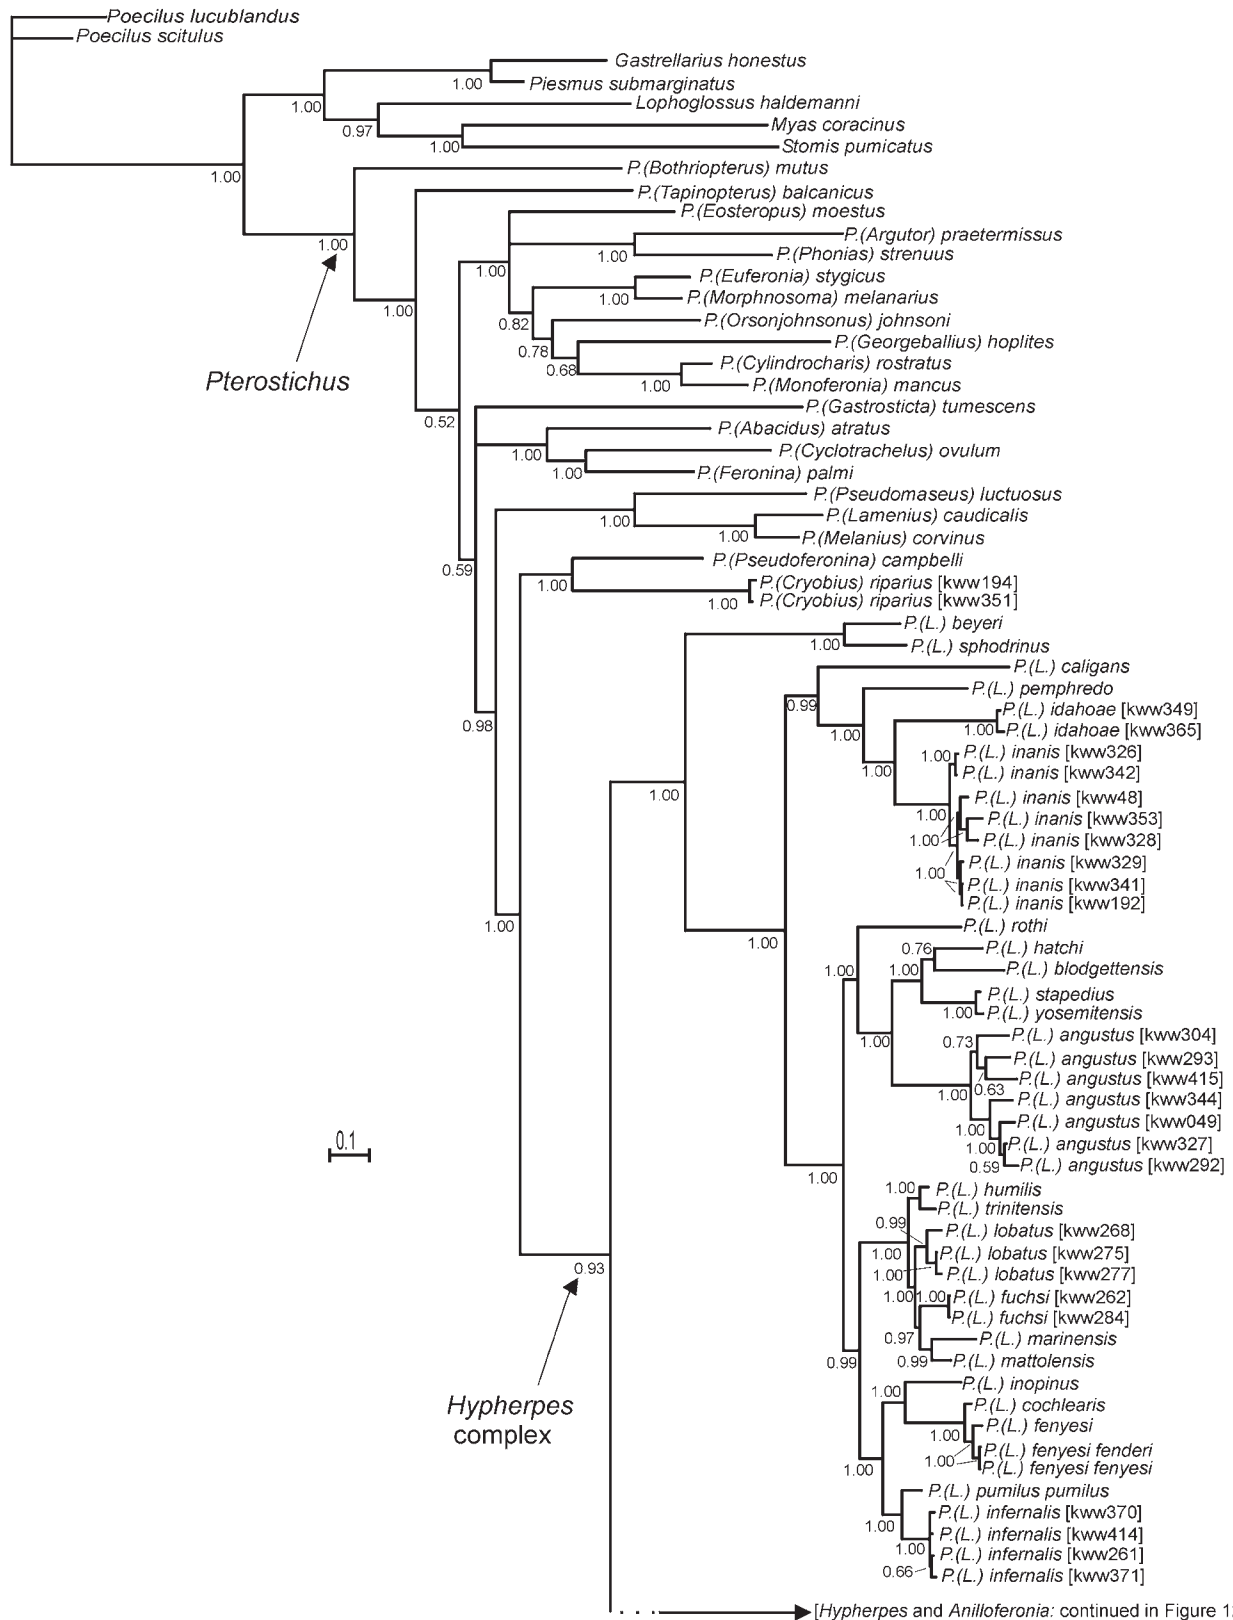 Poecilus lucublandus
Poecilus scitulus
Gastrellarius honestus
1.00
Piesmus submarginatus
1.00
Lophoglossus haldemanni
0.97
Myas coracinus
1.00
Stomis pumicatus
1.00
P.(Bothriopterus) mutus
P.(Tapinopterus) balcanicus
P.(Eosteropus) moestus
P.(Argutor) praetermissus
1.00
1.00
P.(Phonias) strenuus
1.00
P.(Euferonia) stygicus
1.00
P.(Morphnosoma) melanarius
1.00
0.82
P.(Orsonjohnsonus) johnsoni
0.78
P.(Georgeballius) hoplites
0.68
P.(Cylindrocharis) rostratus
Pterostichus
1.00
P.(Monoferonia) mancus
P.(Gastrosticta) tumescens
0.52
P.(Abacidus) atratus
1.00
P.(Cyclotrachelus) ovulum
1.00
P.(Feronina) palmi
P.(Pseudomaseus) luctuosus
1.00
P.(Lamenius) caudicalis
1.00
P.(Melanius) corvinus
P.(Pseudoferonina) campbelli
0.59
1.00
P.(Cryobius) riparius [kww194]
1.00
P.(Cryobius) riparius [kww351]
P.(L.) beyeri
1.00
P.(L.) sphodrinus
P.(L.) caligans
P.(L.) pemphredo
0.99
P.(L.) idahoae [kww349]
0.98
1.00
1.00
P.(L.) idahoae [kww365]
1.00
P.(L.) inanis [kww326]
1.00
P.(L.) inanis [kww342]
1.00
P.(L.) inanis [kww48]
1.00
P.(L.) inanis [kww353]
1.00
P.(L.) inanis [kww328]
P.(L.) inanis [kww329]
1.00
P.(L.) inanis [kww341]
P.(L.) inanis [kww192]
1.00
P.(L.) rothi
1.00
0.76
P.(L.) hatchi
1.00
1.00
P.(L.) blodgettensis
P.(L.) stapedius
1.00
P.(L.) yosemitensis
1.00
0.73
P.(L.) angustus [kww304]
P.(L.) angustus [kww293]
P.(L.) angustus [kww415]
1.00
0.63
P.(L.) angustus [kww344]
P.(L.) angustus [kww049]
1.00
0.1
P.(L.) angustus [kww327]
1.00
P.(L.) angustus [kww292]
0.59
1.00
1.00
P.(L.) humilis
P.(L.) trinitensis
0.99
P.(L.) lobatus [kww268]
1.00
P.(L.) lobatus [kww275]
0.93
1.00
P.(L.) lobatus [kww277]
1.00
1.00
P.(L.) fuchsi [kww262]
P.(L.) fuchsi [kww284]
0.97
P.(L.) marinensis
0.99
0.99
P.(L.) mattolensis
1.00
P.(L.) inopinus
Hypherpes
complex
P.(L.) cochlearis
P.(L.) fenyesi
1.00
P.(L.) fenyesi fenderi
1.00
P.(L.) fenyesi fenyesi
1.00
P.(L.) pumilus pumilus
P.(L.) infernalis [kww370]
1.00
P.(L.) infernalis [kww414]
1.00
P.(L.) infernalis [kww261]
0.66
P.(L.) infernalis [kww371]
[Hypherpes and Anilloferonia: continued in Figure